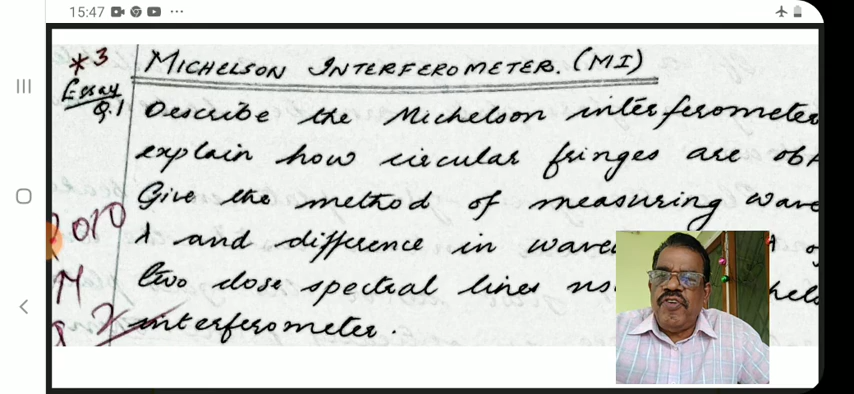 15:47
*3 MICHELSON INTERFEROMETER. (MI)
Essay
Q.1 Describe the Michelson interferometer
explain how circular fringes are
Give the method of measuring
λ and difference in
two close spectral lines
interferometer.